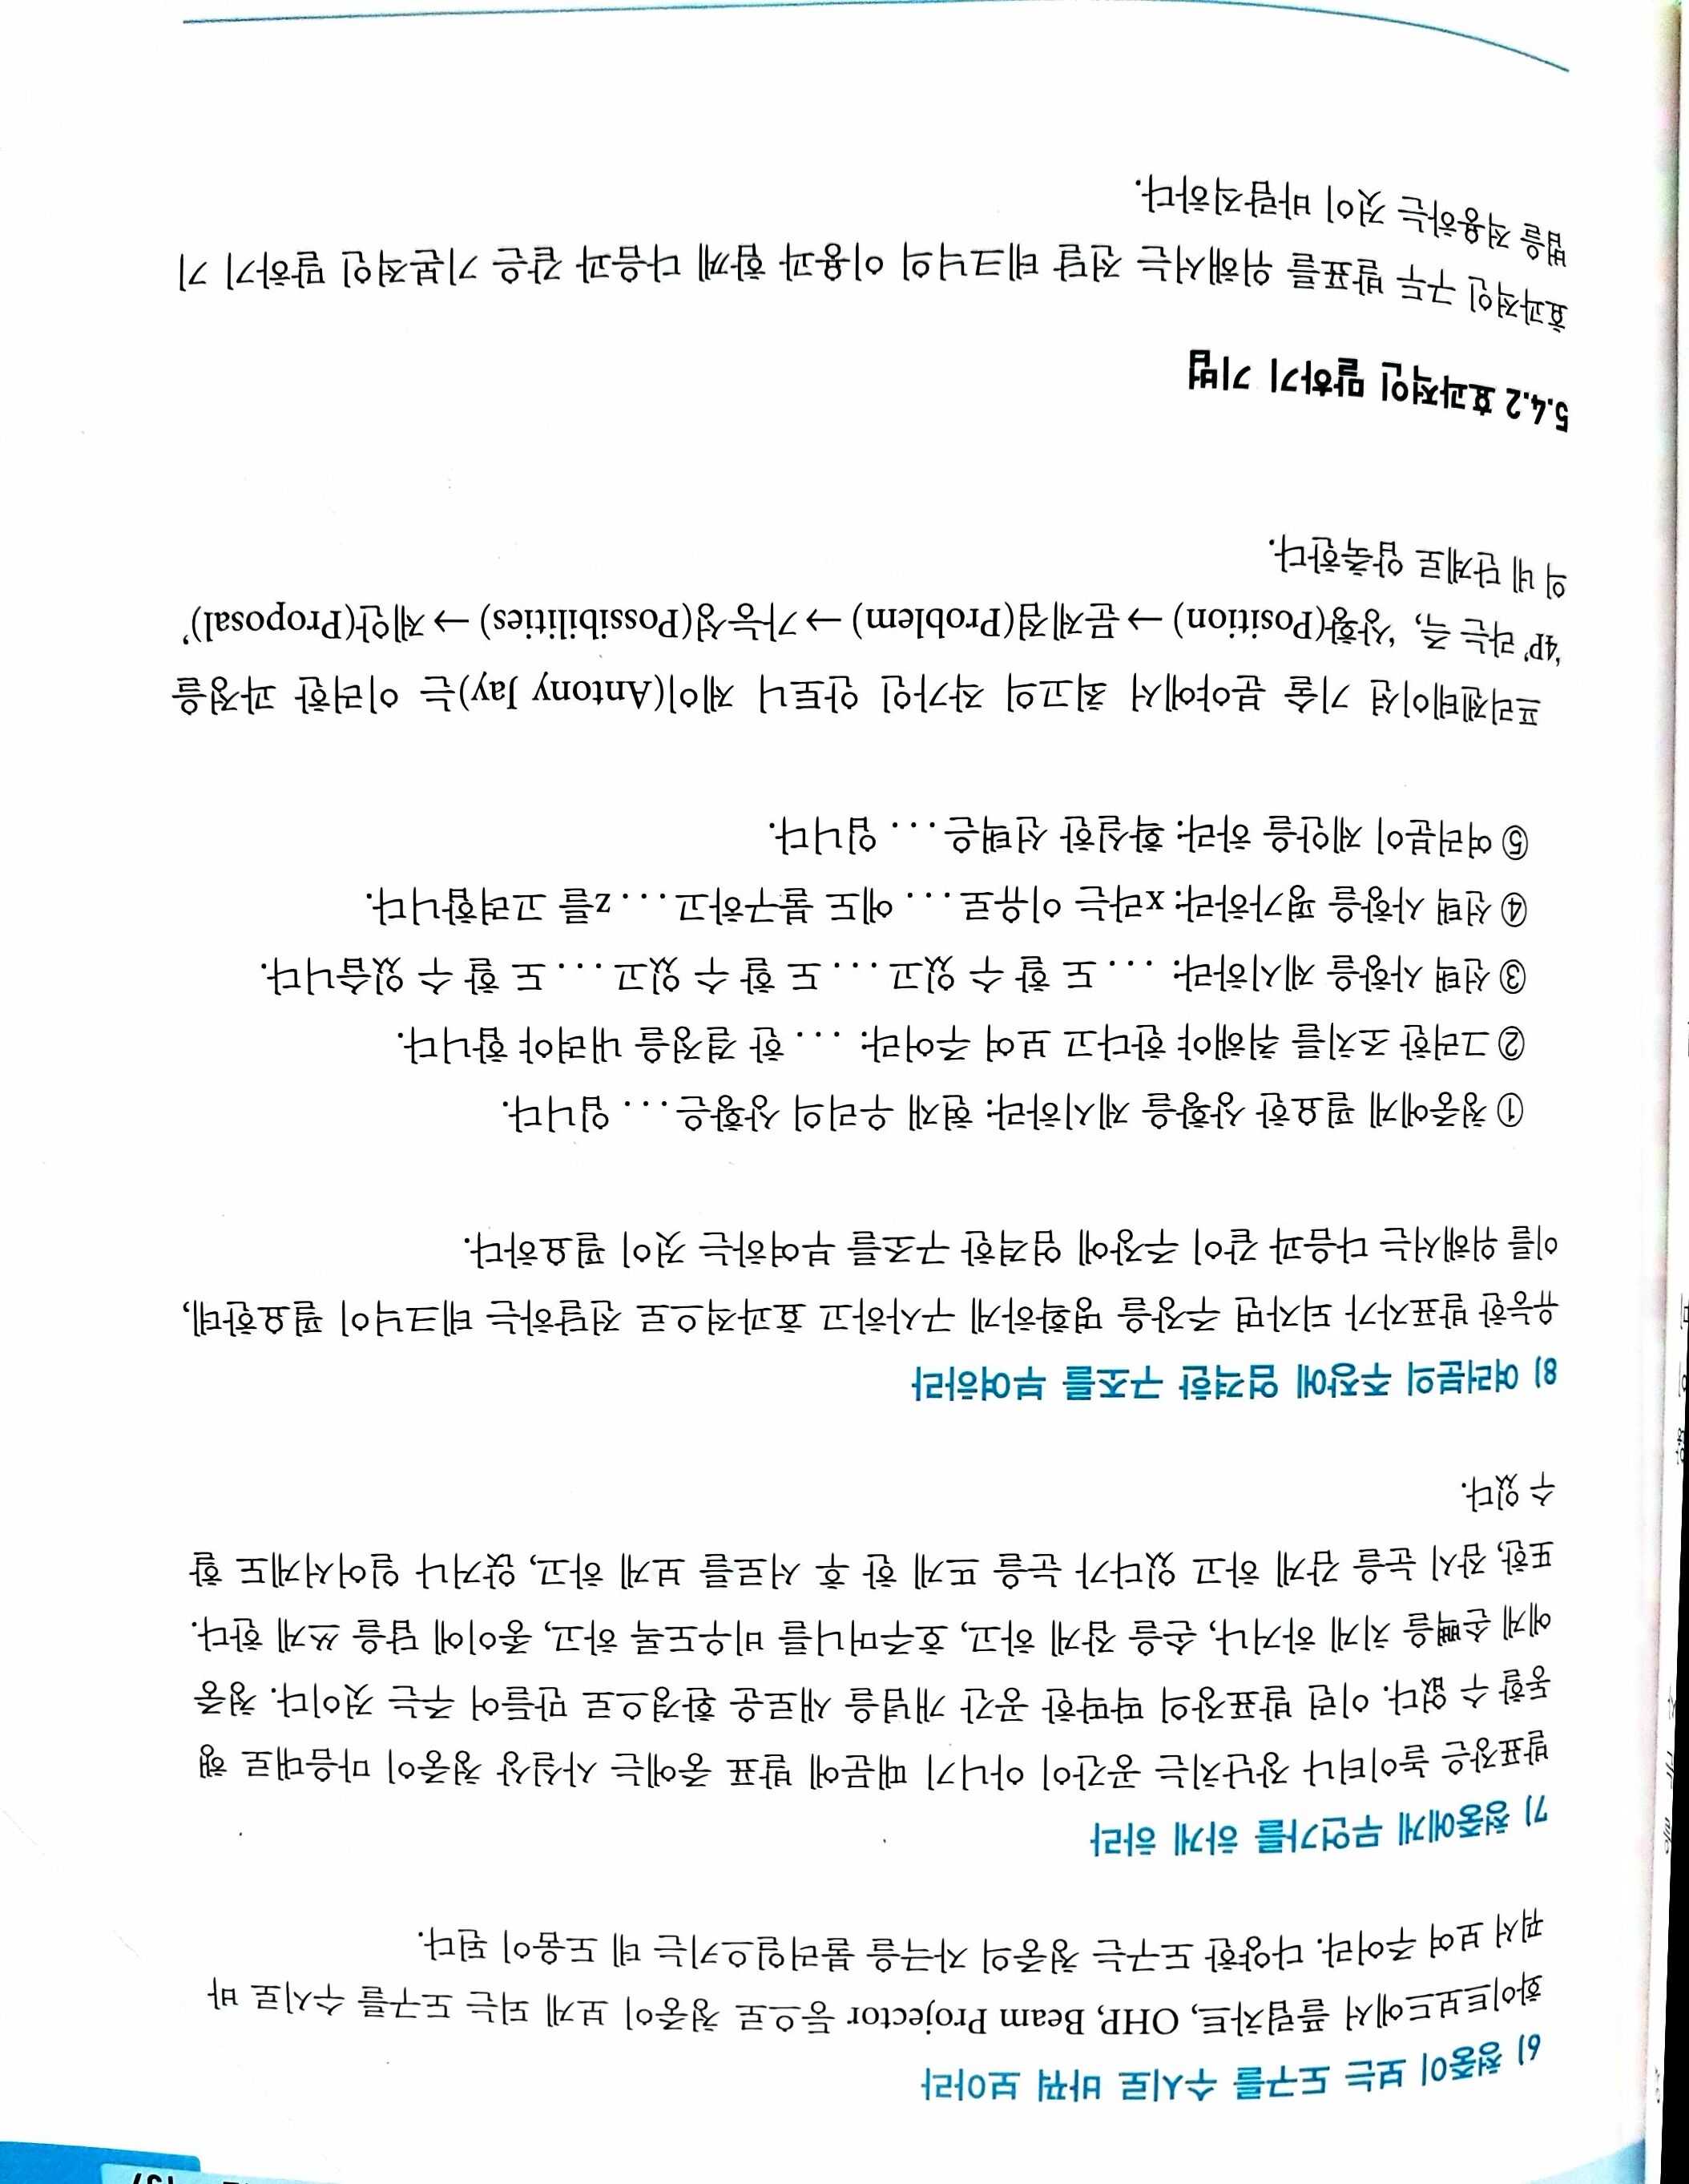 6) 청중이 보는 도구를 수시로 바꿔 보아라
화이트보드에서 플립차트, OHP, Beam Projector 등으로 청중이 보게 되는 도구를 수시로 바
꿔서 보여 주어라. 다양한 도구는 청중의 자극을 불러일으키는 데 도움이 된다.
7) 청중에게 무언가를 하게 하라
발표장은 놀이터나 장난치는 공간이 아니기 때문에 발표 중에는 사실상 청중이 마음대로 행
동할 수 없다. 이런 발표장의 딱딱한 공간 개념을 새로운 환경으로 만들어 주는 것이다. 청중
에게 손뼉을 치게 하거나, 손을 잡게 하고, 호주머니를 비우도록 하고, 종이에 답을 쓰게 한다.
또한, 잠시 눈을 감게 하고 있다가 눈을 뜨게 한 후 서로를 보게 하고, 앉거나 일어서게도 할
수 있다.
8) 여러분의 주장에 엄격한 구조를 부여하라
유능한 발표자가 되자면 주장을 명확하게 구사하고 효과적으로 전달하는 테크닉이 필요한데,
이를 위해서는 다음과 같이 주장에 엄격한 구조를 부여하는 것이 필요하다.
① 청중에게 필요한 상황을 제시하라: 현재 우리의 상황은 … 입니다.
② 그러한 조치를 취해야 한다고 보여 주어라: … 한 결정을 내려야 합니다.
③ 선택 사항을 제시하라: … 도 할 수 있고 … 도 할 수 있고 … 도 할 수 있습니다.
④ 선택 사항을 평가하라: x라는 이유로 … 에도 불구하고 … z를 고려합니다.
⑤ 여러분이 제안을 하라: 확실한 선택은 … 입니다.
프리젠테이션 기술 분야에서 최고의 작가인 안토니 제이(Antony Jay)는 이러한 과정을
'4P' 라는 즉, '상황(Position) → 문제점(Problem) → 가능성(Possibilities) → 제안(Proposal)'
의 네 단계로 압축한다.
5.4.2 효과적인 말하기 기법
효과적인 구두 발표를 위해서는 전달 테크닉의 이용과 함께 다음과 같은 기본적인 말하기 기
법을 적용하는 것이 바람직하다.